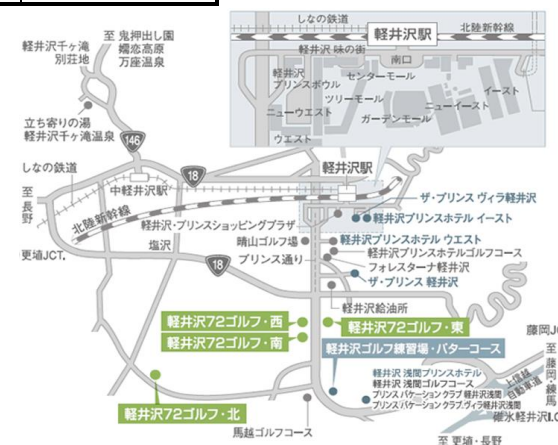 至 鬼押出し園
嬬恋高原
万座温泉
軽井沢千ヶ滝
別荘地
立ち寄りの湯
軽井沢千ヶ滝温泉
146
しなの鉄道
18
中軽井沢駅
軽井沢駅
至長野
北陸新幹線
更埴JCT.
塩沢
18
軽井沢・プリンスショッピングプラザ
晴山ゴルフ場
プリンス通り
ザ・プリンス ヴィラ軽井沢
軽井沢プリンスホテル イースト
軽井沢プリンスホテル ウエスト
軽井沢プリンスホテルゴルフコース
フォレスターナ軽井沢
ザ・プリンス 軽井沢
軽井沢給油所
軽井沢72ゴルフ・西
軽井沢72ゴルフ・南
軽井沢72ゴルフ・東
軽井沢ゴルフ練習場・パターコース
軽井沢72ゴルフ・北
馬越ゴルフコース
軽井沢 浅間プリンスホテル
軽井沢 浅間ゴルフコース
プリンス バケーション クラブ 軽井沢浅間
プリンス バケーション クラブ ヴィラ軽井沢浅間
上信越
自動車道
碓氷軽井沢I.C
至 更埴・長野
藤岡J
至藤岡・練馬
しなの鉄道
北陸新幹線
軽井沢駅
軽井沢 味の街
南口
軽井沢
プリンスボウル
センターモール
ツリーモール
ニューウエスト
ガーデンモール
ニューイースト
イースト
ウエスト